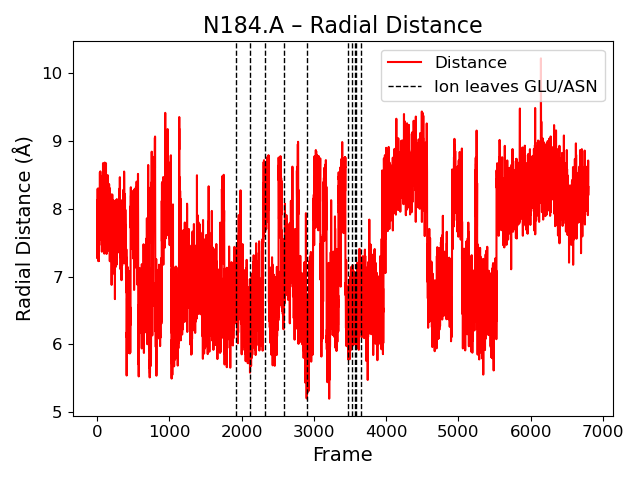 N184.A – Radial Distance
Distance
Ion leaves GLU/ASN
Radial Distance (Å)
10
9
8
7
6
5
0 1000 2000 3000 4000 5000 6000 7000
Frame